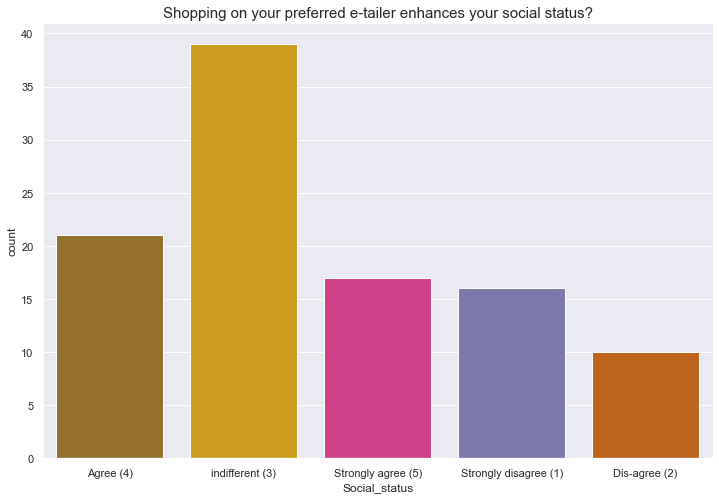 Shopping on your preferred e-tailer enhances your social status?
40
35
30
25
20
15
10
5
0
count
Agree (4) indifferent (3) Strongly agree (5) Strongly disagree (1) Dis-agree (2)
Social_status